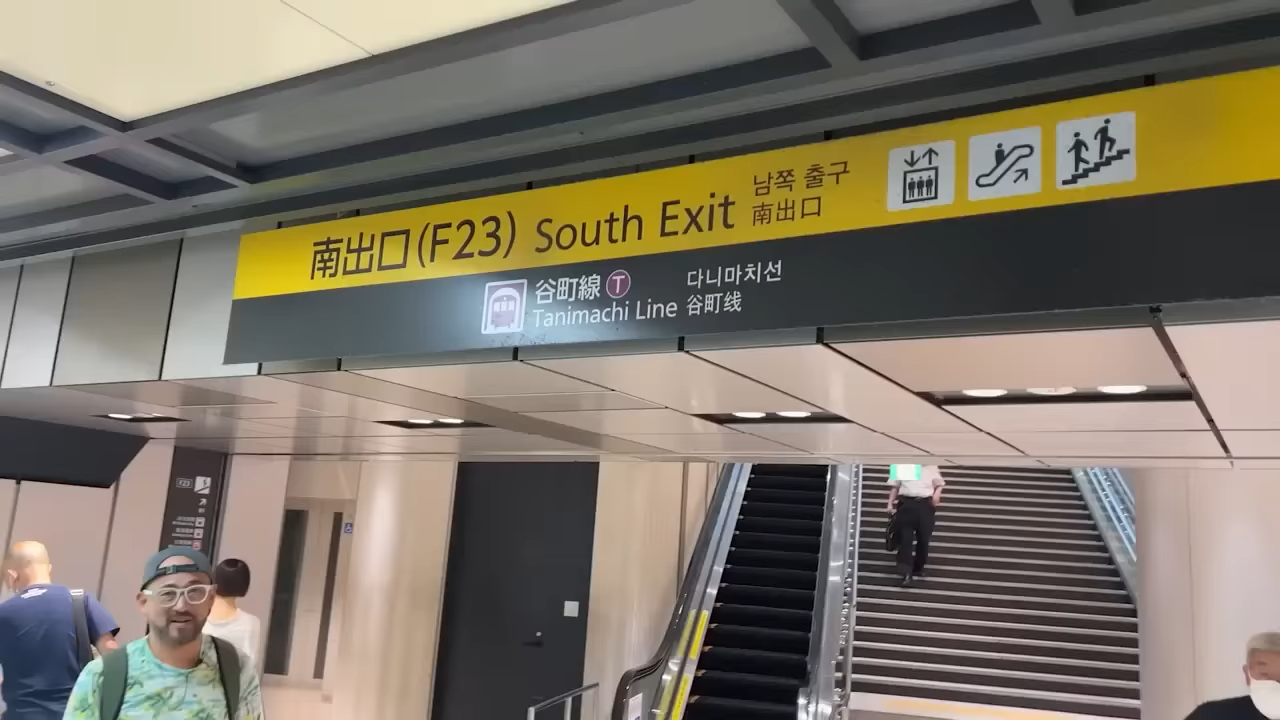 南出口(F23) South Exit
남쪽 출구
南出口
谷町線 T
Tanimachi Line
다니마치선
谷町线
F23